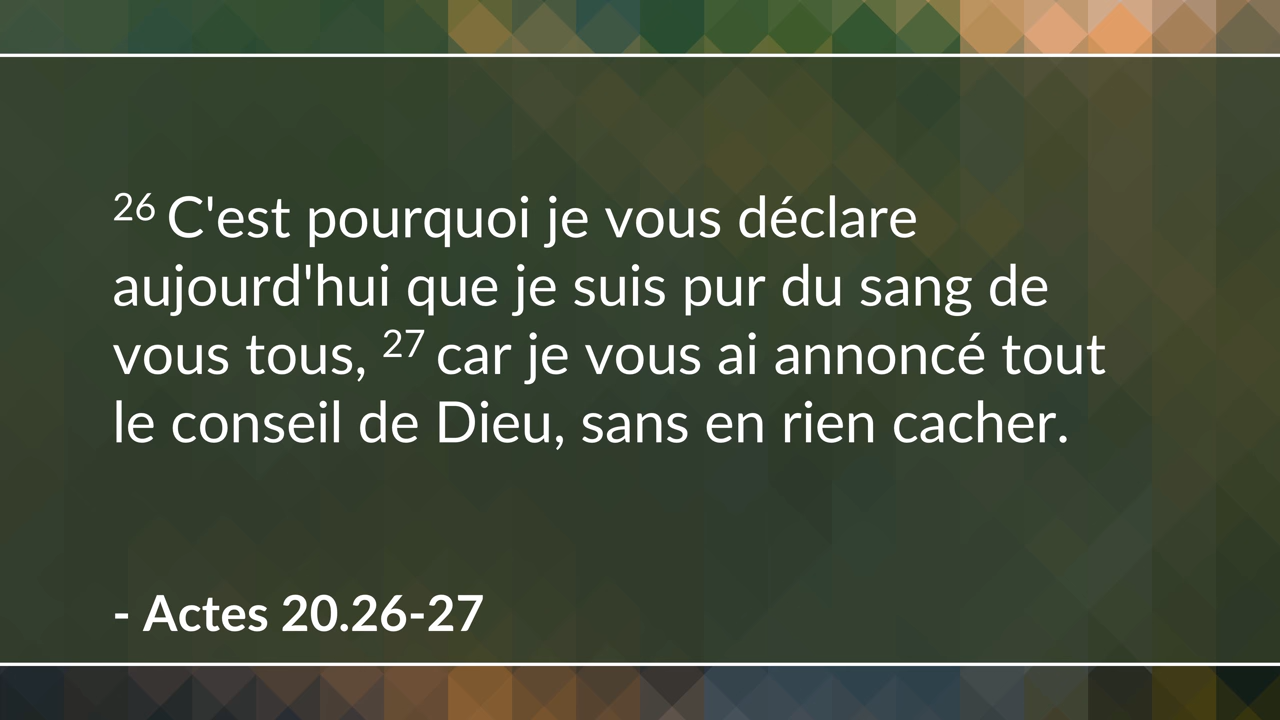 26 C'est pourquoi je vous déclare
aujourd'hui que je suis pur du sang de
vous tous, 27 car je vous ai annoncé tout
le conseil de Dieu, sans en rien cacher.
- Actes 20.26-27